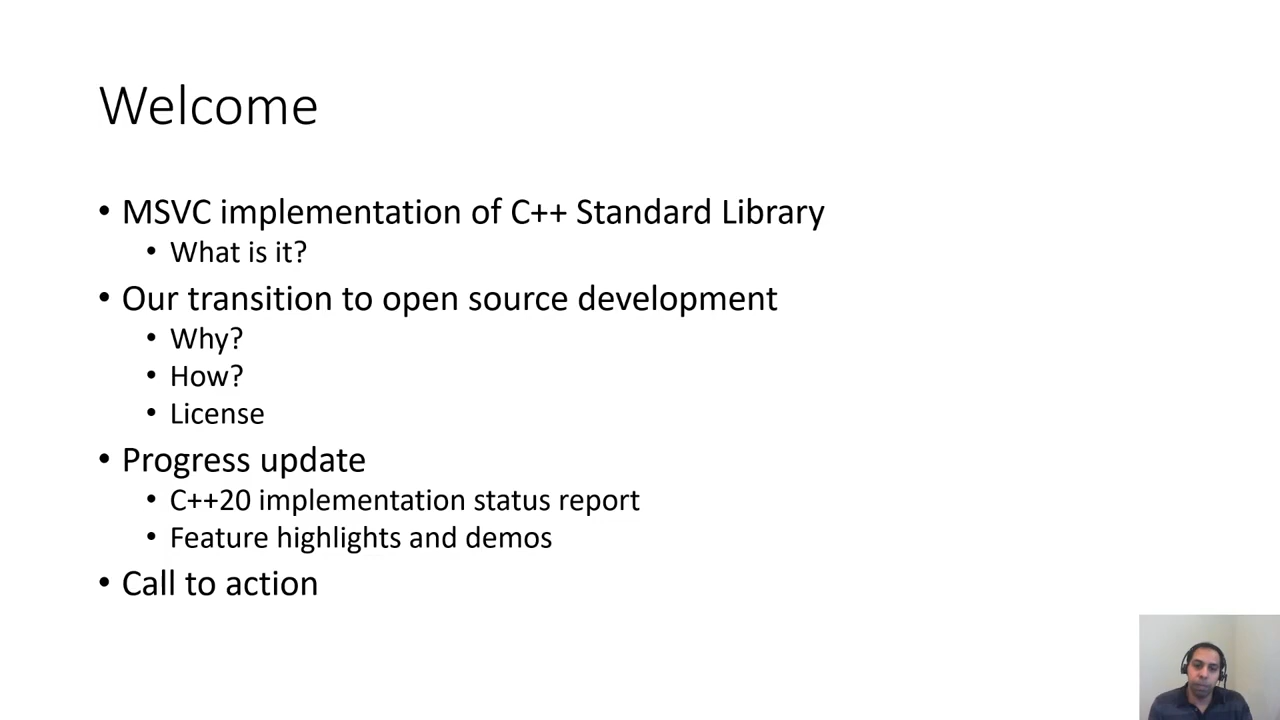 Welcome
• MSVC implementation of C++ Standard Library
• What is it?
• Our transition to open source development
• Why?
• How?
• License
• Progress update
• C++20 implementation status report
• Feature highlights and demos
• Call to action